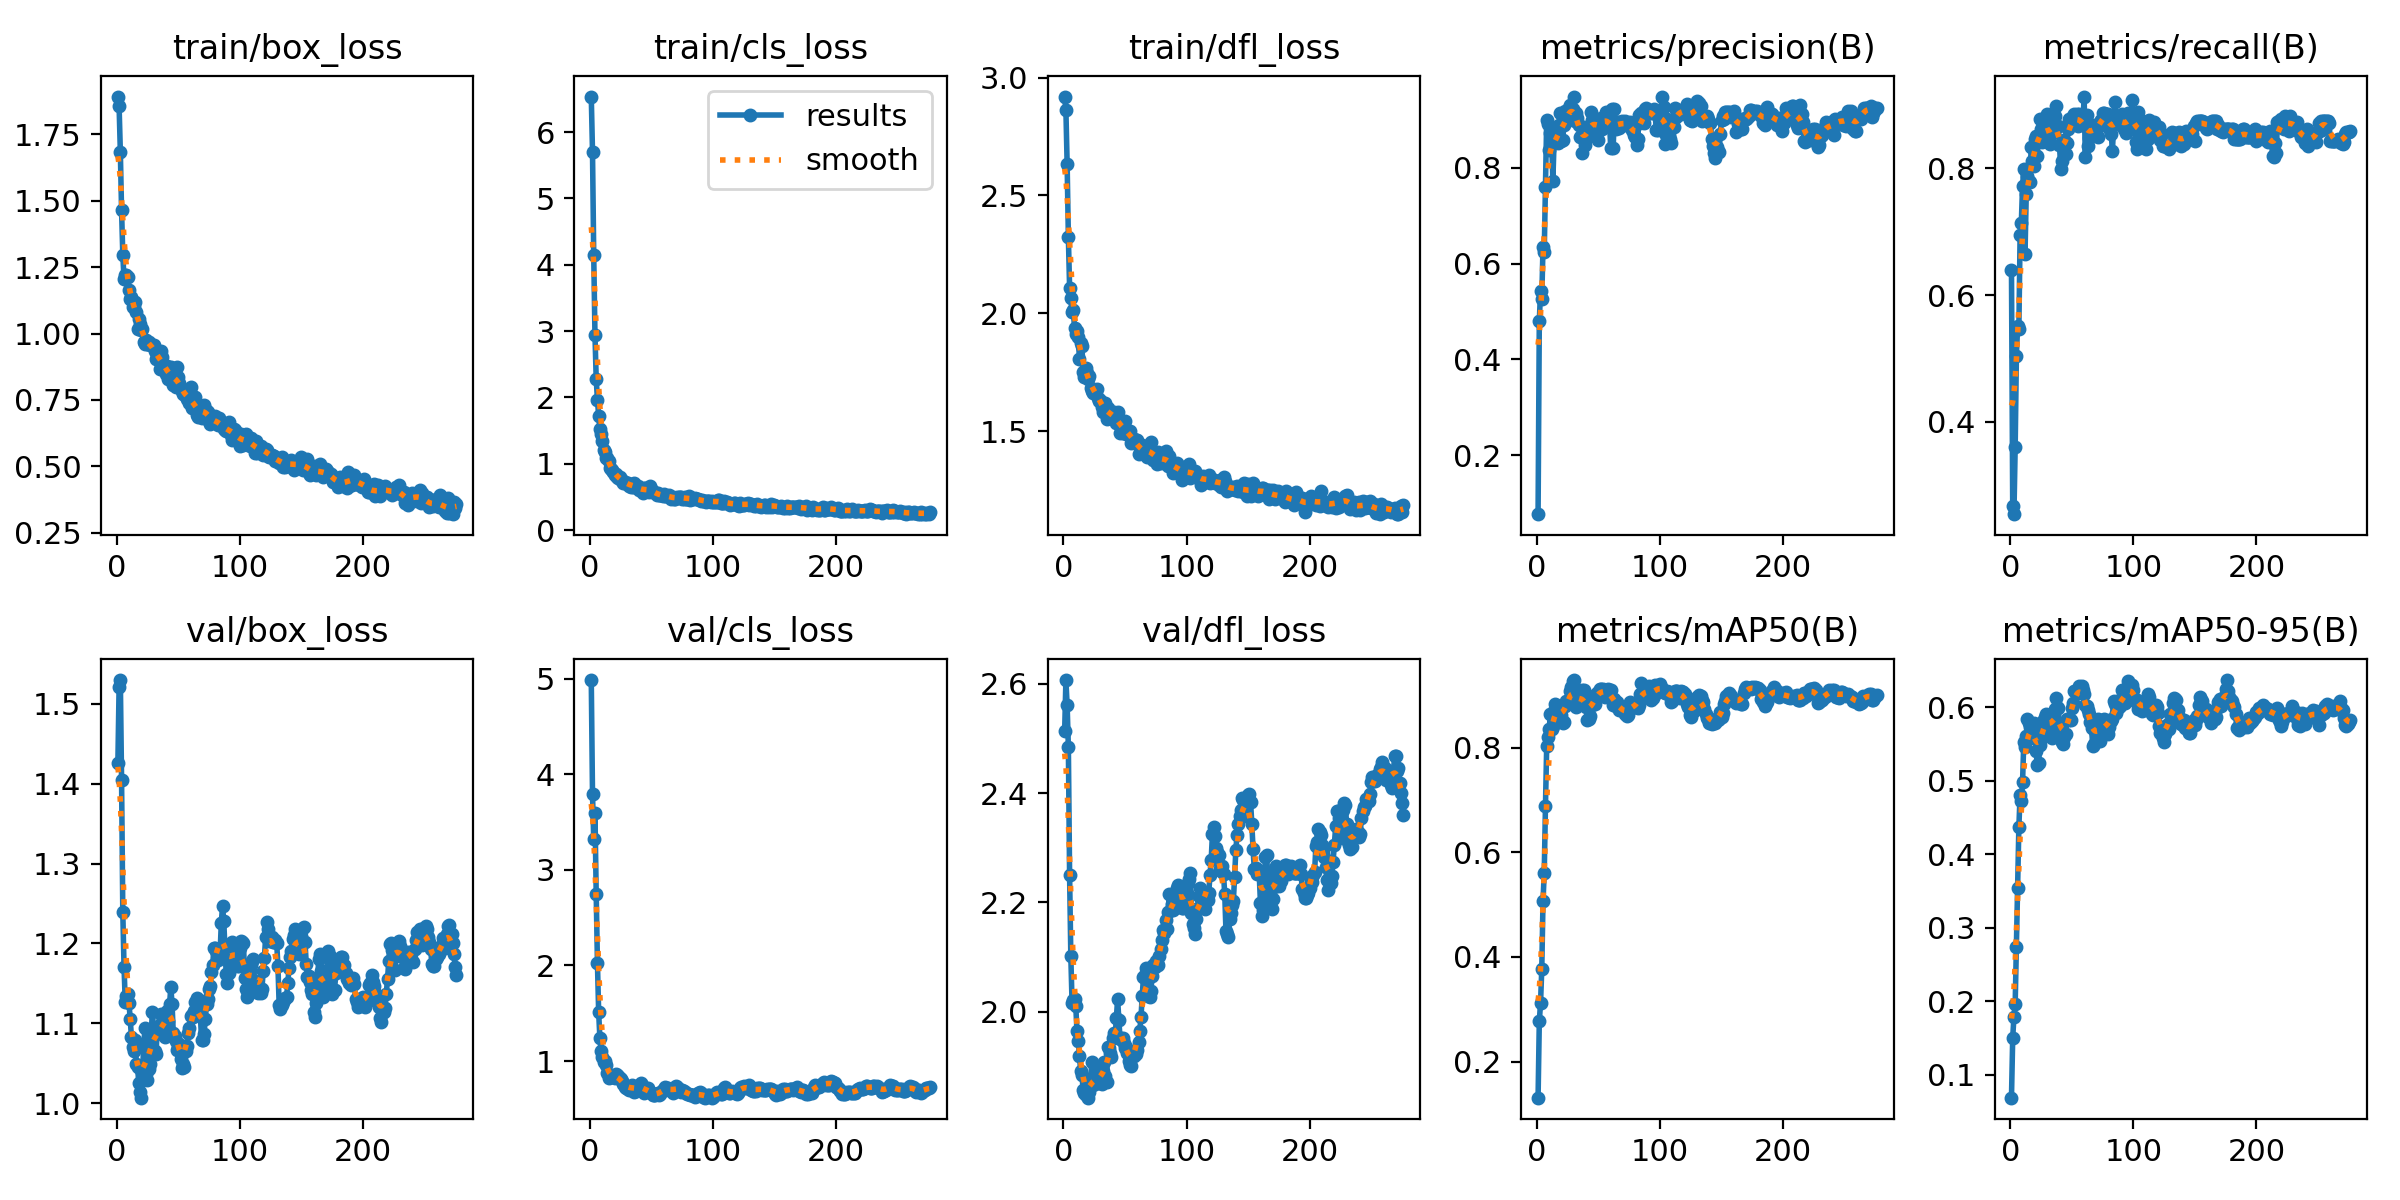 train/box_loss
1.75
1.50
1.25
1.00
0.75
0.50
0.25
0 100 200
train/cls_loss
results
smooth
6
5
4
3
2
1
0
0 100 200
train/dfl_loss
3.0
2.5
2.0
1.5
0 100 200
metrics/precision(B)
0.8
0.6
0.4
0.2
0 100 200
metrics/recall(B)
0.8
0.6
0.4
0 100 200
val/box_loss
1.5
1.4
1.3
1.2
1.1
1.0
0 100 200
val/cls_loss
5
4
3
2
1
0 100 200
val/dfl_loss
2.6
2.4
2.2
2.0
0 100 200
metrics/mAP50(B)
0.8
0.6
0.4
0.2
0 100 200
metrics/mAP50-95(B)
0.6
0.5
0.4
0.3
0.2
0.1
0 100 200